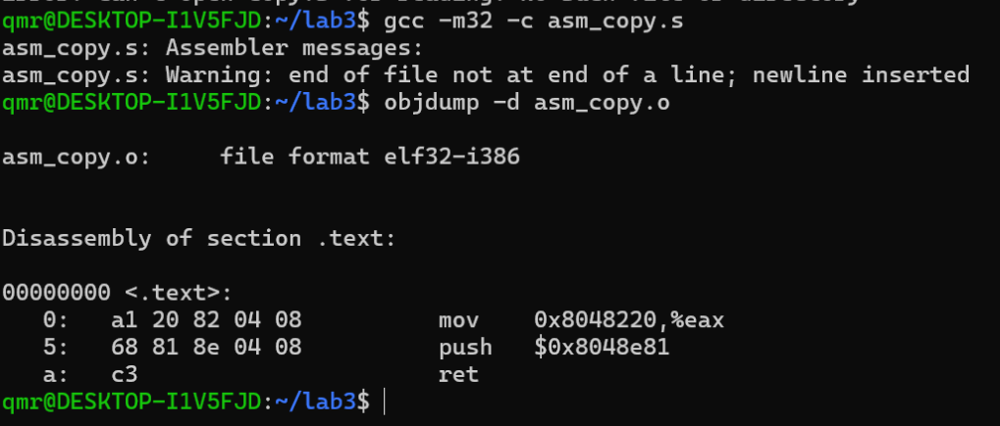 qmr@DESKTOP-I1V5FJD:~/lab3$ gcc -m32 -c asm_copy.s
asm_copy.s: Assembler messages:
asm_copy.s: Warning: end of file not at end of a line; newline inserted
qmr@DESKTOP-I1V5FJD:~/lab3$ objdump -d asm_copy.o
asm_copy.o:     file format elf32-i386
Disassembly of section .text:
00000000 <.text>:
   0:   a1 20 82 04 08          mov    0x8048220,%eax
   5:   68 81 8e 04 08          push   $0x8048e81
   a:   c3                      ret
qmr@DESKTOP-I1V5FJD:~/lab3$